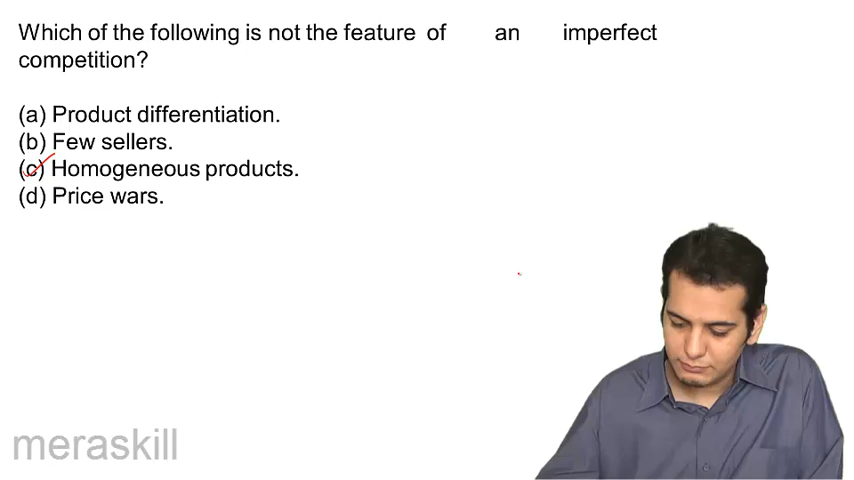 Which of the following is not the feature of an imperfect
competition?
(a) Product differentiation.
(b) Few sellers.
(c) Homogeneous products.
(d) Price wars.
meraskill